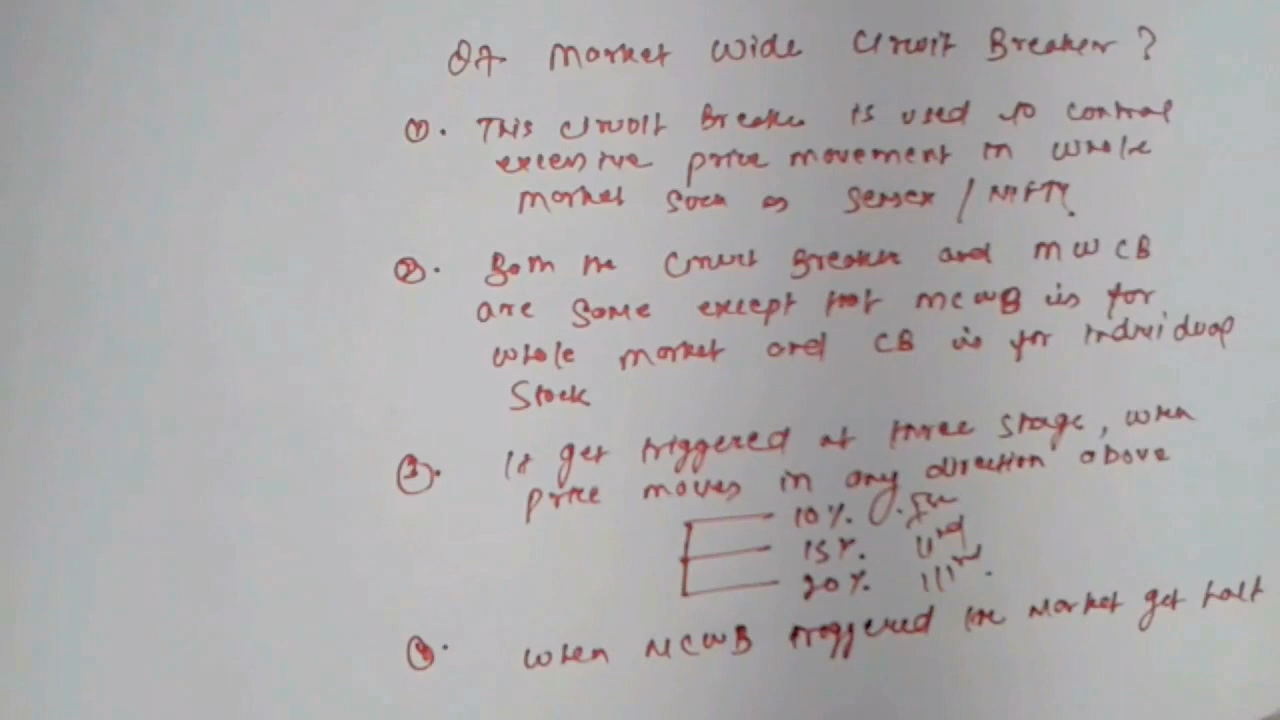 Q7. Market Wide Circuit Breaker?
①. This circuit Breaker is used to control
excessive price movement in whole
market such as Sensex / NIFTY.
②. Both the Circuit Breaker and MWCB
are same except that MCWB is for
whole market and CB is for individual
Stock
③. It get triggered at three stage, when
price moves in any direction above
10%.
15%. IInd
20%. IIIrd.
④. When MCWB triggered the Market get halt